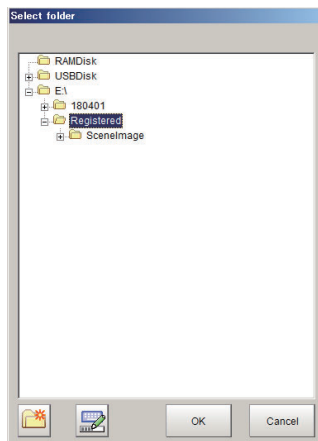 Select folder
RAMDisk
USBDisk
E:\
180401
Registered
SceneImage
OK
Cancel